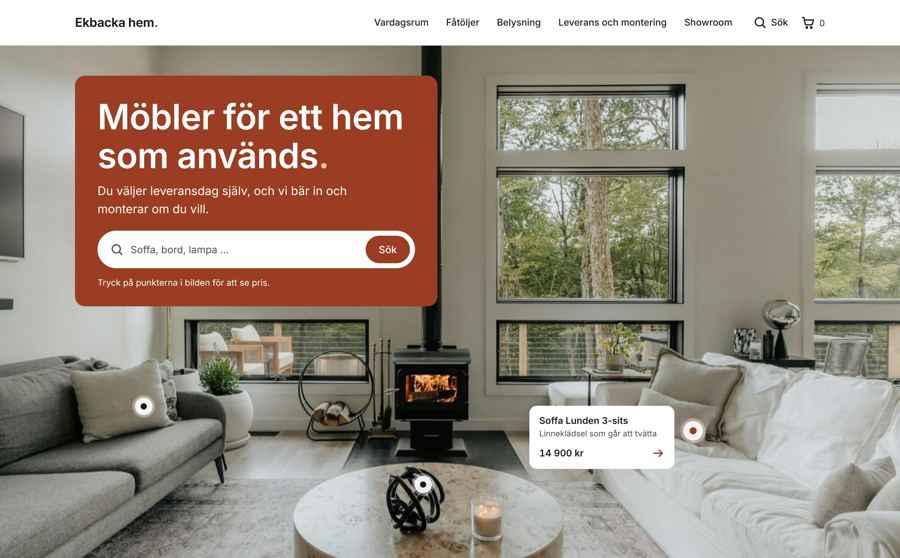 Ekbacka hem.
Vardagsrum Fåtöljer Belysning Leverans och montering Showroom Sök 0
Möbler för ett hem
som används.
Du väljer leveransdag själv, och vi bär in och
monterar om du vill.
Soffa, bord, lampa ... Sök
Tryck på punkterna i bilden för att se pris.
Soffa Lunden 3-sits
Linneklädsel som går att tvätta
14 900 kr